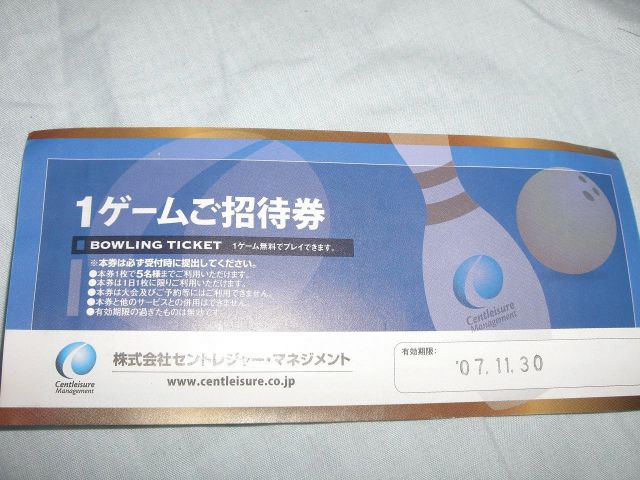 1ゲームご招待券
BOWLING TICKET 1ゲーム無料でプレイできます。
※本券は必ず受付時に提出してください。
●本券1枚で5名様までご利用いただけます。
●本券は1日1枚に限りご利用いただけます。
●本券は大会及びご予約等にはご利用できません。
●本券と他のサービスとの併用はできません。
●有効期限の過ぎたものは無効です。
Centleisure
Management
Centleisure
Management
株式会社セントレジャー・マネジメント
www.centleisure.co.jp
有効期限:
'07.11.30